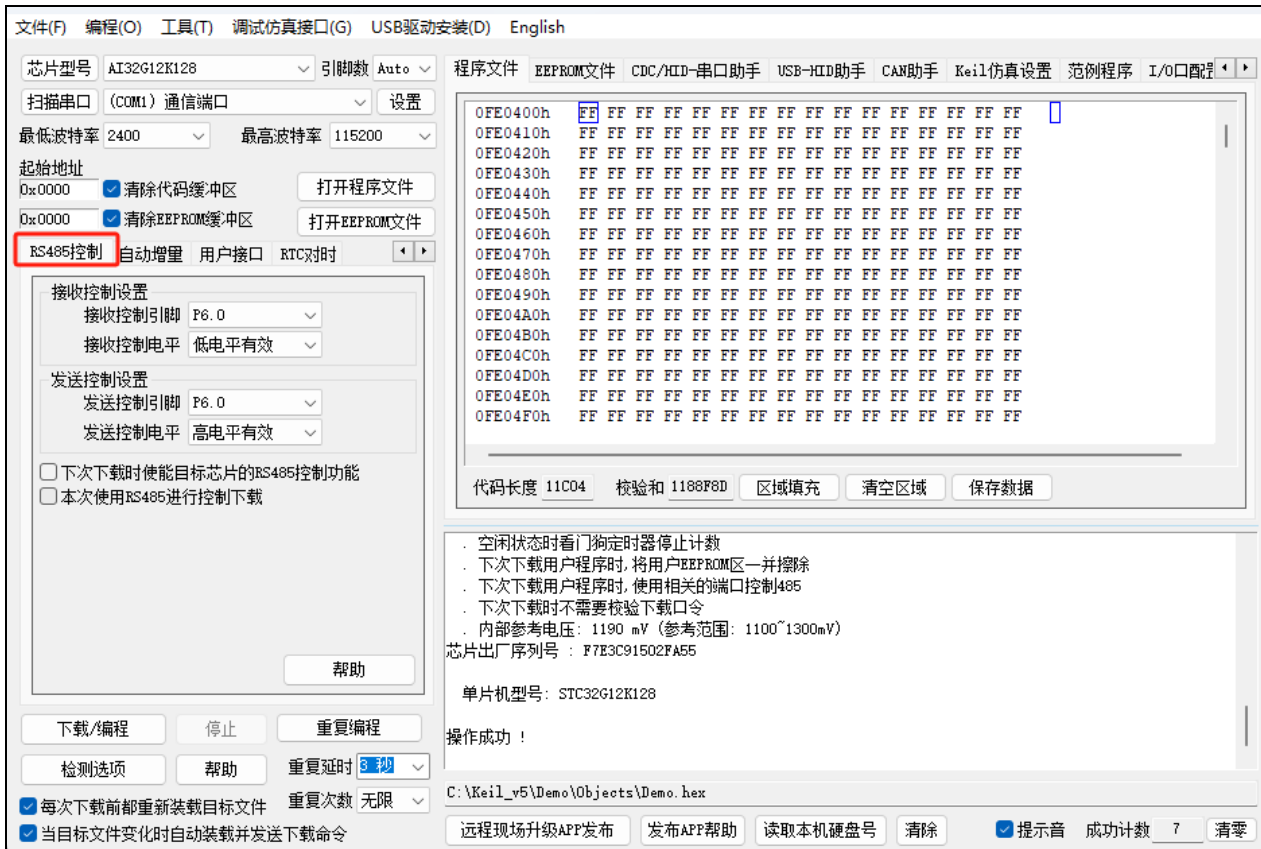 文件(F) 编程(O) 工具(T) 调试仿真接口(G) USB驱动安装(D) English
芯片型号 AI32G12K128 引脚数 Auto
扫描串口 (COM1) 通信端口 设置
最低波特率 2400 最高波特率 115200
起始地址
0x0000 清除代码缓冲区 打开程序文件
0x0000 清除EEPROM缓冲区 打开EEPROM文件
RS485控制 自动增量 用户接口 RTC对时
接收控制设置
接收控制引脚 P6.0
接收控制电平 低电平有效
发送控制设置
发送控制引脚 P6.0
发送控制电平 高电平有效
下次下载时使能目标芯片的RS485控制功能
本次使用RS485进行控制下载
帮助
下载/编程 停止 重复编程
检测选项 帮助 重复延时 3 秒
每次下载前都重新装载目标文件 重复次数 无限
当目标文件变化时自动装载并发送下载命令
程序文件 EEPROM文件 CDC/HID-串口助手 USB-HID助手 CAN助手 Keil仿真设置 范例程序 I/O口配
0FE0400h FF FF FF FF FF FF FF FF FF FF FF FF FF FF FF FF
0FE0410h FF FF FF FF FF FF FF FF FF FF FF FF FF FF FF FF
0FE0420h FF FF FF FF FF FF FF FF FF FF FF FF FF FF FF FF
0FE0430h FF FF FF FF FF FF FF FF FF FF FF FF FF FF FF FF
0FE0440h FF FF FF FF FF FF FF FF FF FF FF FF FF FF FF FF
0FE0450h FF FF FF FF FF FF FF FF FF FF FF FF FF FF FF FF
0FE0460h FF FF FF FF FF FF FF FF FF FF FF FF FF FF FF FF
0FE0470h FF FF FF FF FF FF FF FF FF FF FF FF FF FF FF FF
0FE0480h FF FF FF FF FF FF FF FF FF FF FF FF FF FF FF FF
0FE0490h FF FF FF FF FF FF FF FF FF FF FF FF FF FF FF FF
0FE04A0h FF FF FF FF FF FF FF FF FF FF FF FF FF FF FF FF
0FE04B0h FF FF FF FF FF FF FF FF FF FF FF FF FF FF FF FF
0FE04C0h FF FF FF FF FF FF FF FF FF FF FF FF FF FF FF FF
0FE04D0h FF FF FF FF FF FF FF FF FF FF FF FF FF FF FF FF
0FE04E0h FF FF FF FF FF FF FF FF FF FF FF FF FF FF FF FF
0FE04F0h FF FF FF FF FF FF FF FF FF FF FF FF FF FF FF FF
代码长度 11C04 校验和 1188F8D 区域填充 清空区域 保存数据
. 空闲状态时看门狗定时器停止计数
. 下次下载用户程序时,将用户EEPROM区一并擦除
. 下次下载用户程序时,使用相关的端口控制485
. 下次下载时不需要校验下载口令
. 内部参考电压: 1190 mV (参考范围: 1100~1300mV)
芯片出厂序列号 : F7E3C91502FA55
单片机型号: STC32G12K128
操作成功 !
C:\Keil_v5\Demo\Objects\Demo.hex
远程现场升级APP发布 发布APP帮助 读取本机硬盘号 清除 提示音 成功计数 7 清零